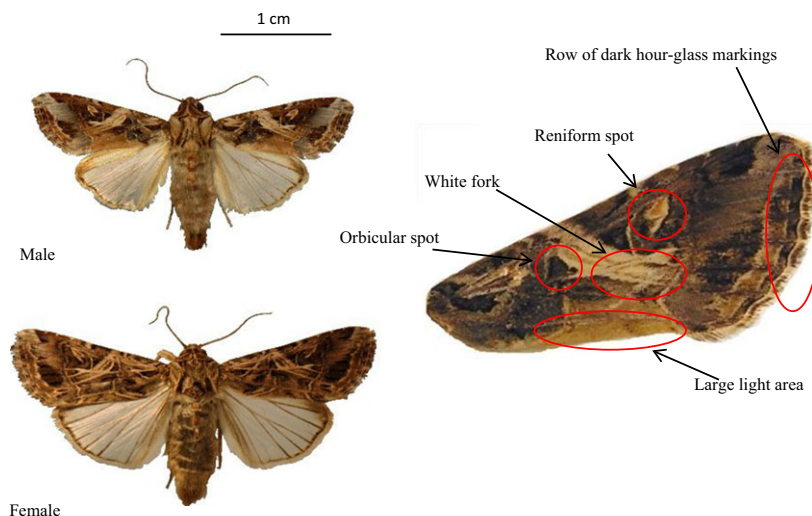 1 cm
Row of dark hour-glass markings
Reniform spot
White fork
Orbicular spot
Male
Large light area
Female